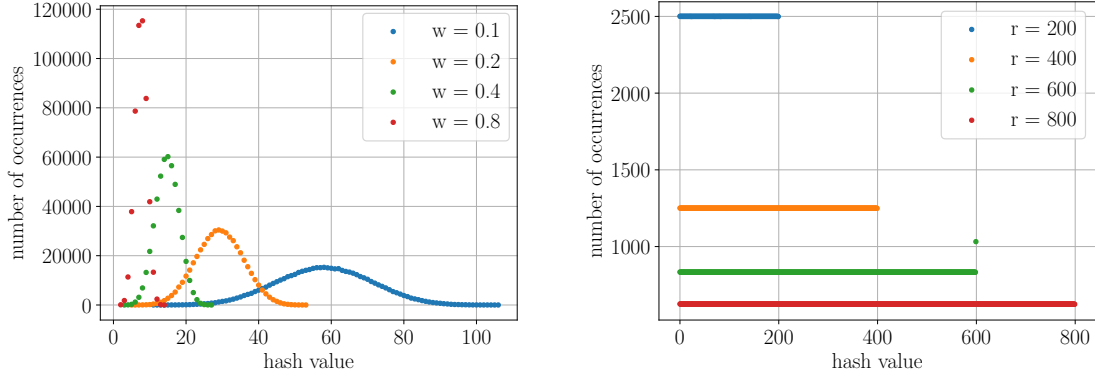 120000
100000
80000
60000
40000
20000
0
number of occurrences
0 20 40 60 80 100
hash value
w = 0.1
w = 0.2
w = 0.4
w = 0.8
2500
2000
1500
1000
number of occurrences
0 200 400 600 800
hash value
r = 200
r = 400
r = 600
r = 800